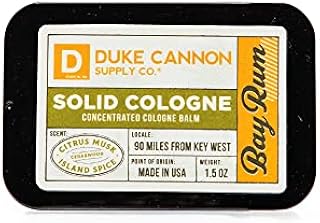 D
DUKE CANNON
SUPPLY CO.®
SOLID COLOGNE
CONCENTRATED COLOGNE BALM
SCENT:
CITRUS MUSK
CEDARWOOD
ISLAND SPICE
LOCALE:
90 MILES FROM KEY WEST
POINT OF ORIGIN:
MADE IN USA
WEIGHT:
1.5 OZ
Bay Rum